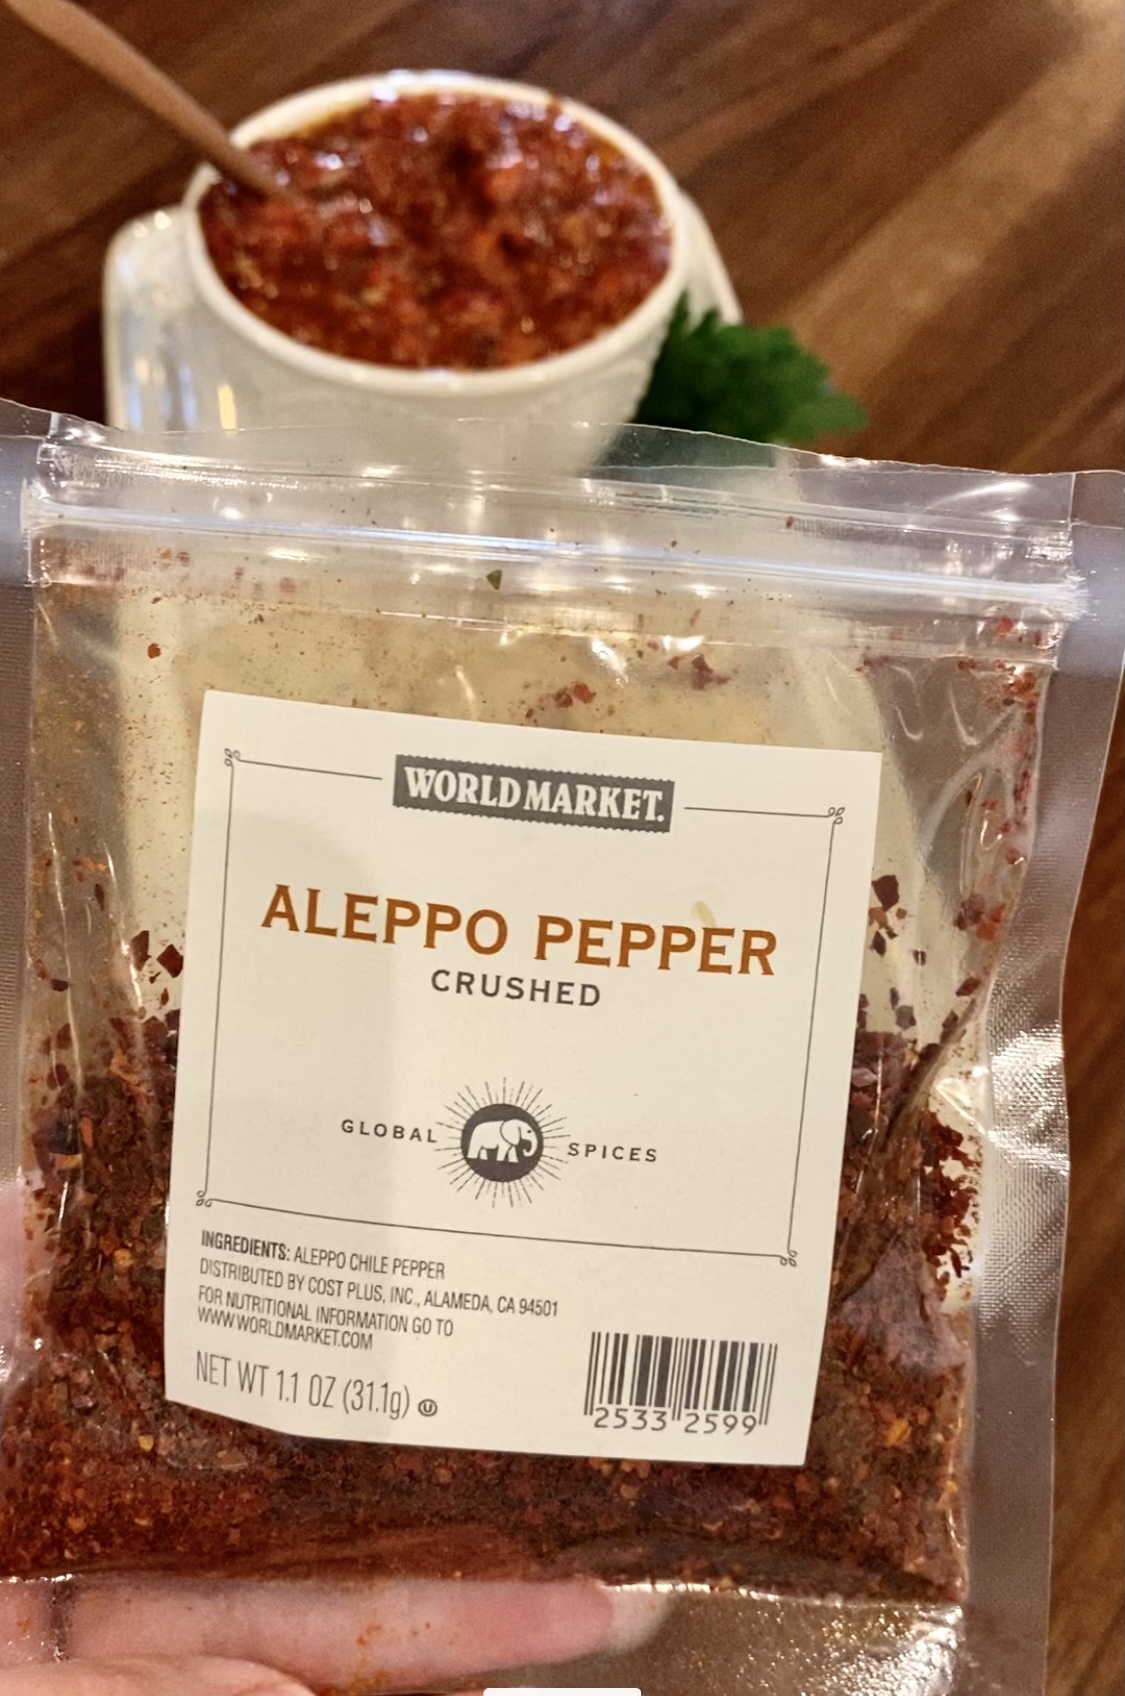 WORLD MARKET.
ALEPPO PEPPER
CRUSHED
GLOBAL SPICES
INGREDIENTS: ALEPPO CHILE PEPPER
DISTRIBUTED BY COST PLUS, INC., ALAMEDA, CA 94501
FOR NUTRITIONAL INFORMATION GO TO
WWW.WORLDMARKET.COM
NET WT 1.1 OZ (31.1g) Ⓤ
2533 2599